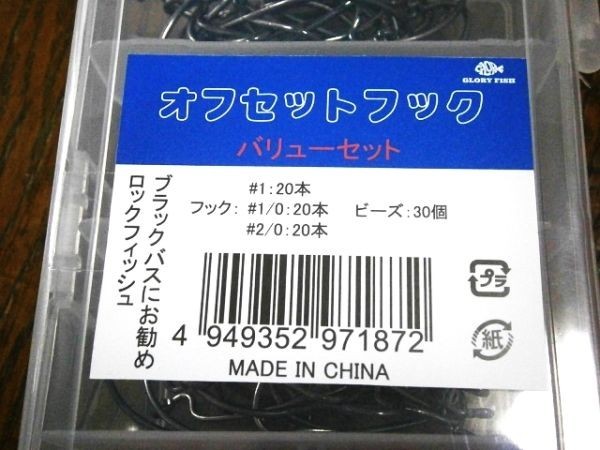 GLORY FISH
オフセットフック
バリューセット
ブラックバスにお勧め
ロックフィッシュ
#1:20本
フック: #1/0:20本 ビーズ:30個
#2/0:20本
4 949352 971872
MADE IN CHINA
プラ
紙